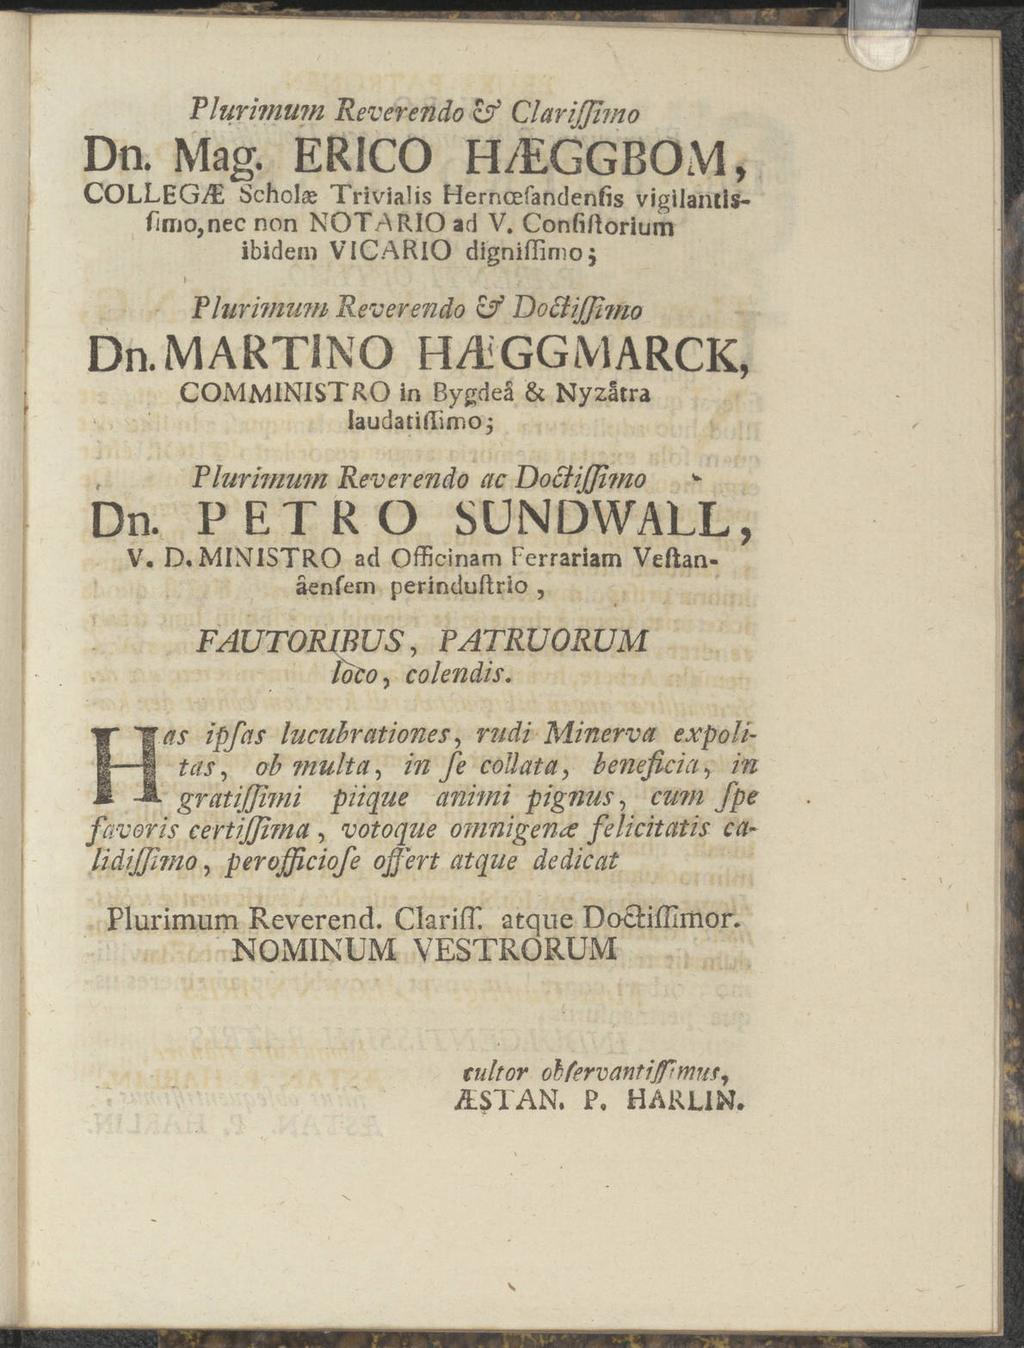 Plurimum Reverendo & Clariſſimo
Dn. Mag. ERICO HÆGGBOM,
COLLEGÆ Scholæ Trivialis Hernœſandenſis vigilantis-
ſimo, nec non NOTARIO ad V. Conſiſtorium
ibidem VICARIO digniſſimo;
Plurimum Reverendo & Doctiſſimo
Dn. MARTINO HÆGGMARCK,
COMMINISTRO in Bygdeå & Nyzåtra
laudatiſſimo;
Plurimum Reverendo ac Doctiſſimo
Dn. PETRO SUNDWALL,
V. D. MINISTRO ad Officinam Ferrariam Veſtan-
åenſem perinduſtrio,
FAUTORIBUS, PATRUORUM
loco, colendis.
Has ipſas lucubrationes, rudi Minerva expoli-
tas, ob multa, in ſe collata, beneficia, in
gratiſſimi piique animi pignus, cum ſpe
favoris certiſſima, votoque omnigenæ felicitatis ca-
lidiſſimo, perofficioſe offert atque dedicat
Plurimum Reverend. Clariſſ. atque Doctiſſimor.
NOMINUM VESTRORUM
cultor obſervantiſſimus,
ÆSTAN. P. HARLIN.